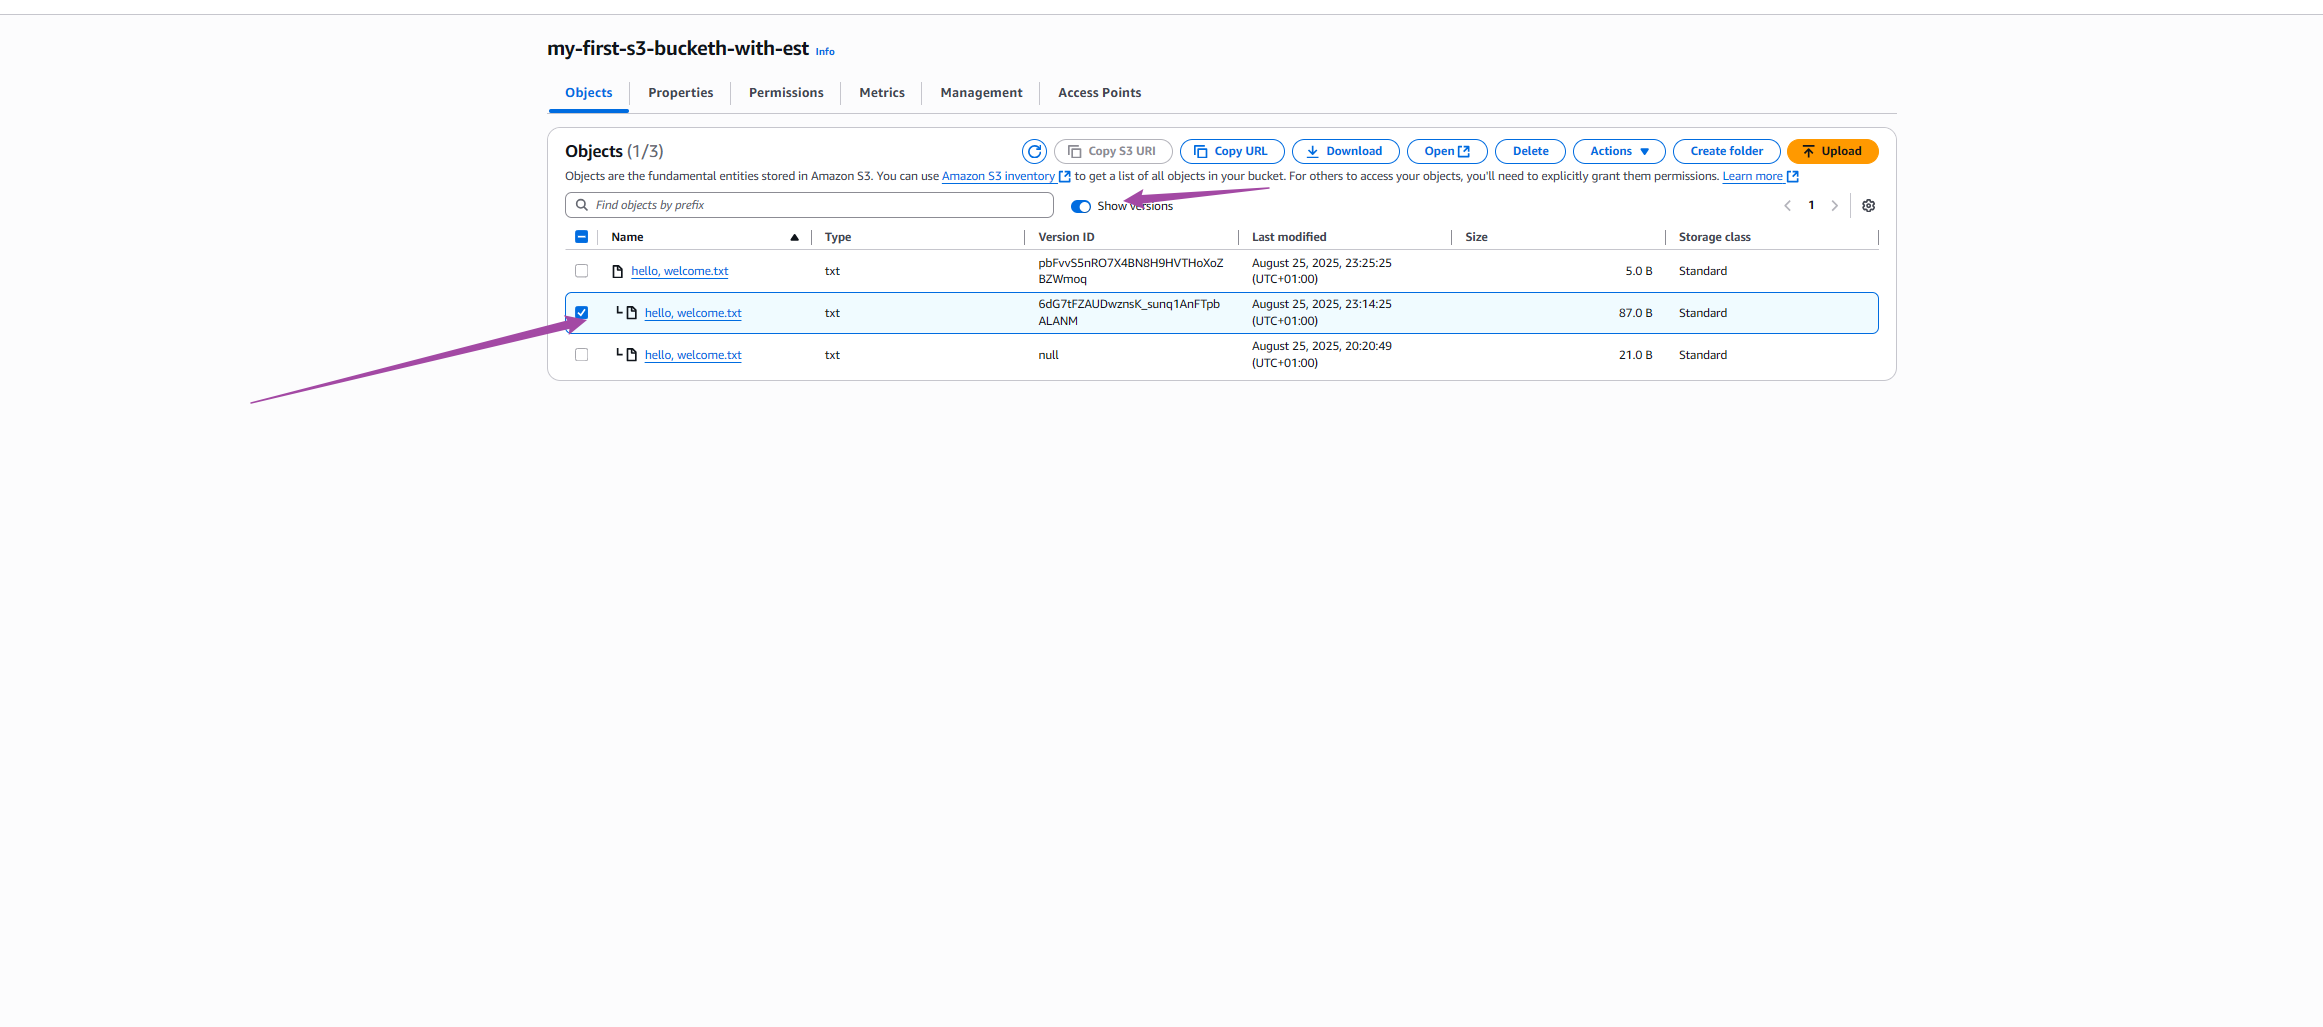 my-first-s3-bucketh-with-est Info
Objects Properties Permissions Metrics Management Access Points
Objects (1/3)
Copy S3 URI Copy URL Download Open Delete Actions Create folder Upload
Objects are the fundamental entities stored in Amazon S3. You can use Amazon S3 inventory to get a list of all objects in your bucket. For others to access your objects, you'll need to explicitly grant them permissions. Learn more
Find objects by prefix Show versions 1
Name Type Version ID Last modified Size Storage class
hello, welcome.txt txt pbFvvS5nRO7X4BN8H9HVTHoXoZ August 25, 2025, 23:25:25 5.0 B Standard
BZWmoq (UTC+01:00)
hello, welcome.txt txt 6dG7tFZAUDwznsK_sunq1AnFTpb August 25, 2025, 23:14:25 87.0 B Standard
ALANM (UTC+01:00)
hello, welcome.txt txt null August 25, 2025, 20:20:49 21.0 B Standard
(UTC+01:00)